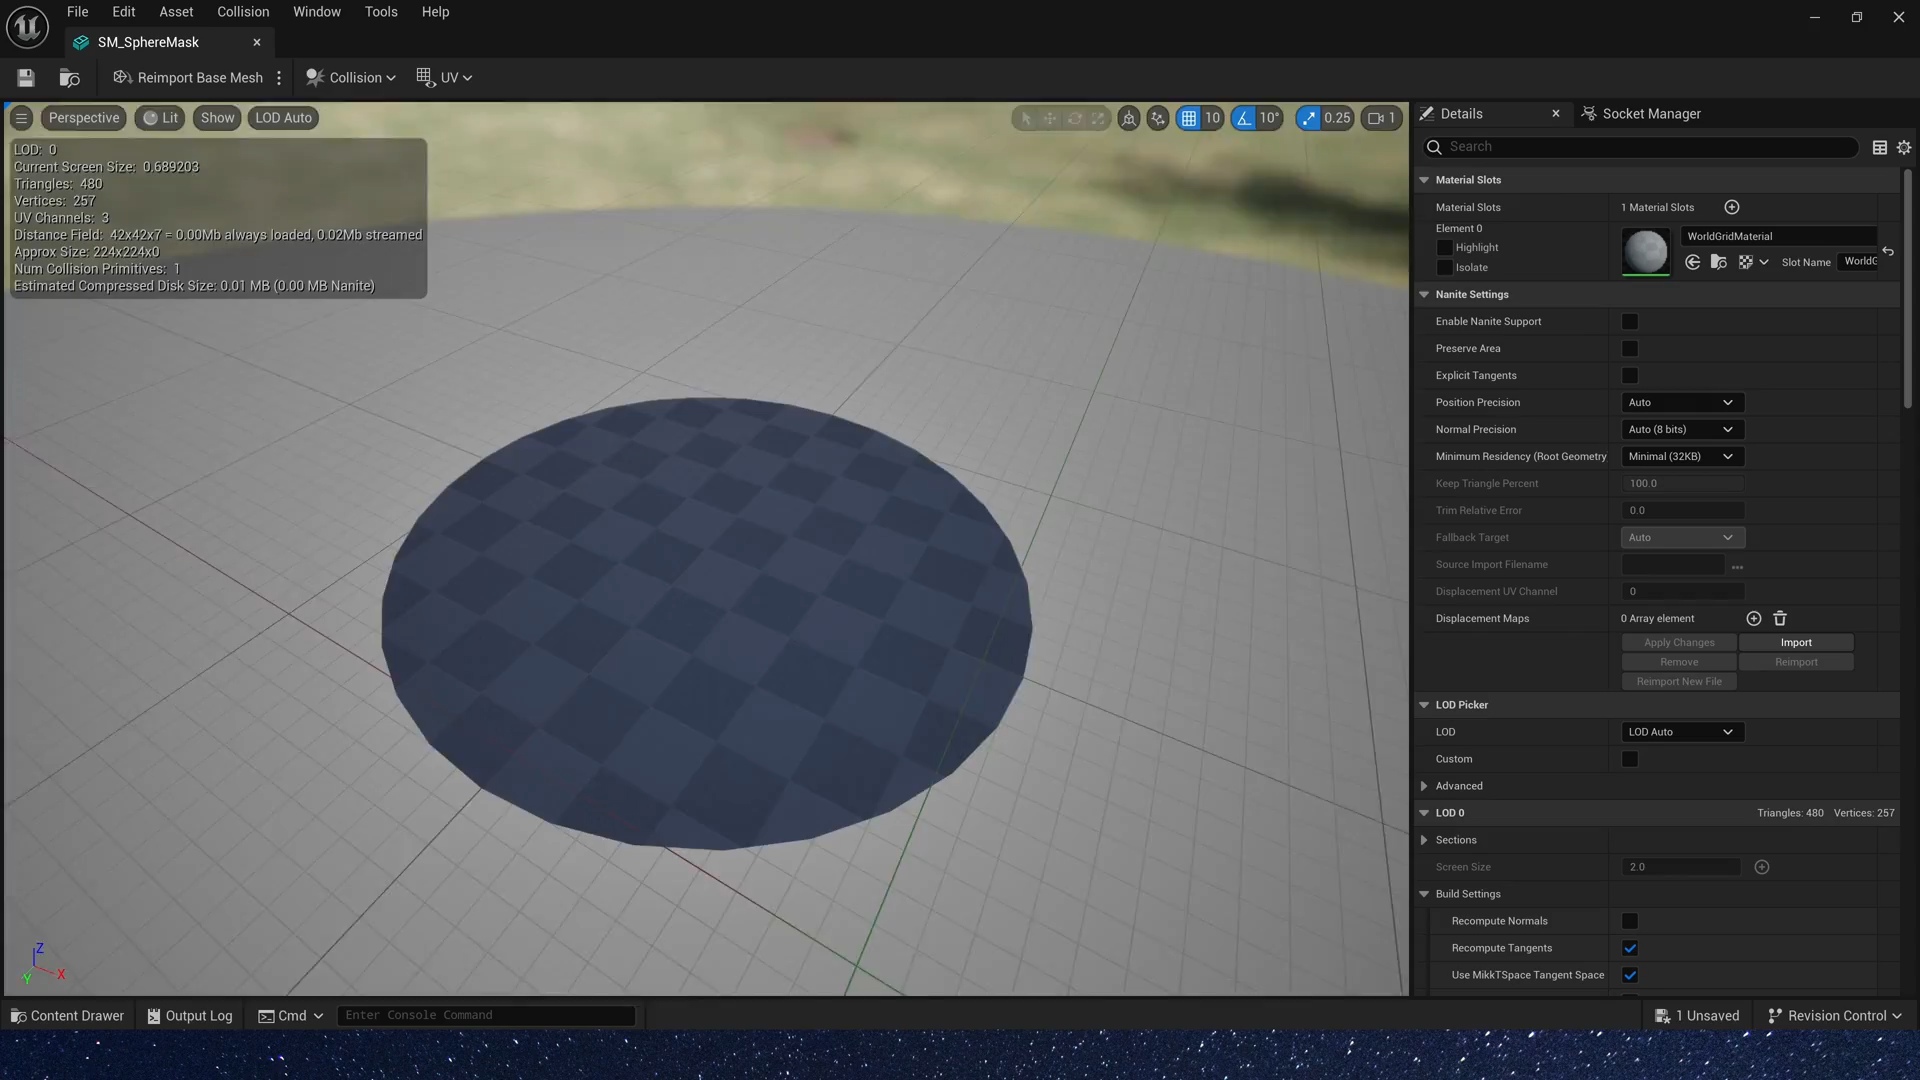 File Edit Asset Collision Window Tools Help
SM_SphereMask
Reimport Base Mesh Collision UV
Perspective Lit Show LOD Auto 10 10° 0.25 1
LOD: 0
Current Screen Size: 0.689203
Triangles: 480
Vertices: 257
UV Channels: 3
Distance Field: 42x42x7 = 0.00Mb always loaded, 0.02Mb streamed
Approx Size: 224x224x0
Num Collision Primitives: 1
Estimated Compressed Disk Size: 0.01 MB (0.00 MB Nanite)
Z
X
Y
Details Socket Manager
Search
Material Slots
Material Slots 1 Material Slots
Element 0
Highlight
Isolate
WorldGridMaterial
Slot Name WorldG
Nanite Settings
Enable Nanite Support
Preserve Area
Explicit Tangents
Position Precision Auto
Normal Precision Auto (8 bits)
Minimum Residency (Root Geometry Minimal (32KB)
Keep Triangle Percent 100.0
Trim Relative Error 0.0
Fallback Target Auto
Source Import Filename
Displacement UV Channel 0
Displacement Maps 0 Array element
Apply Changes Import
Remove Reimport
Reimport New File
LOD Picker
LOD LOD Auto
Custom
Advanced
LOD 0 Triangles: 480 Vertices: 257
Sections
Screen Size 2.0
Build Settings
Recompute Normals
Recompute Tangents
Use MikkTSpace Tangent Space
Content Drawer Output Log Cmd Enter Console Command 1 Unsaved Revision Control